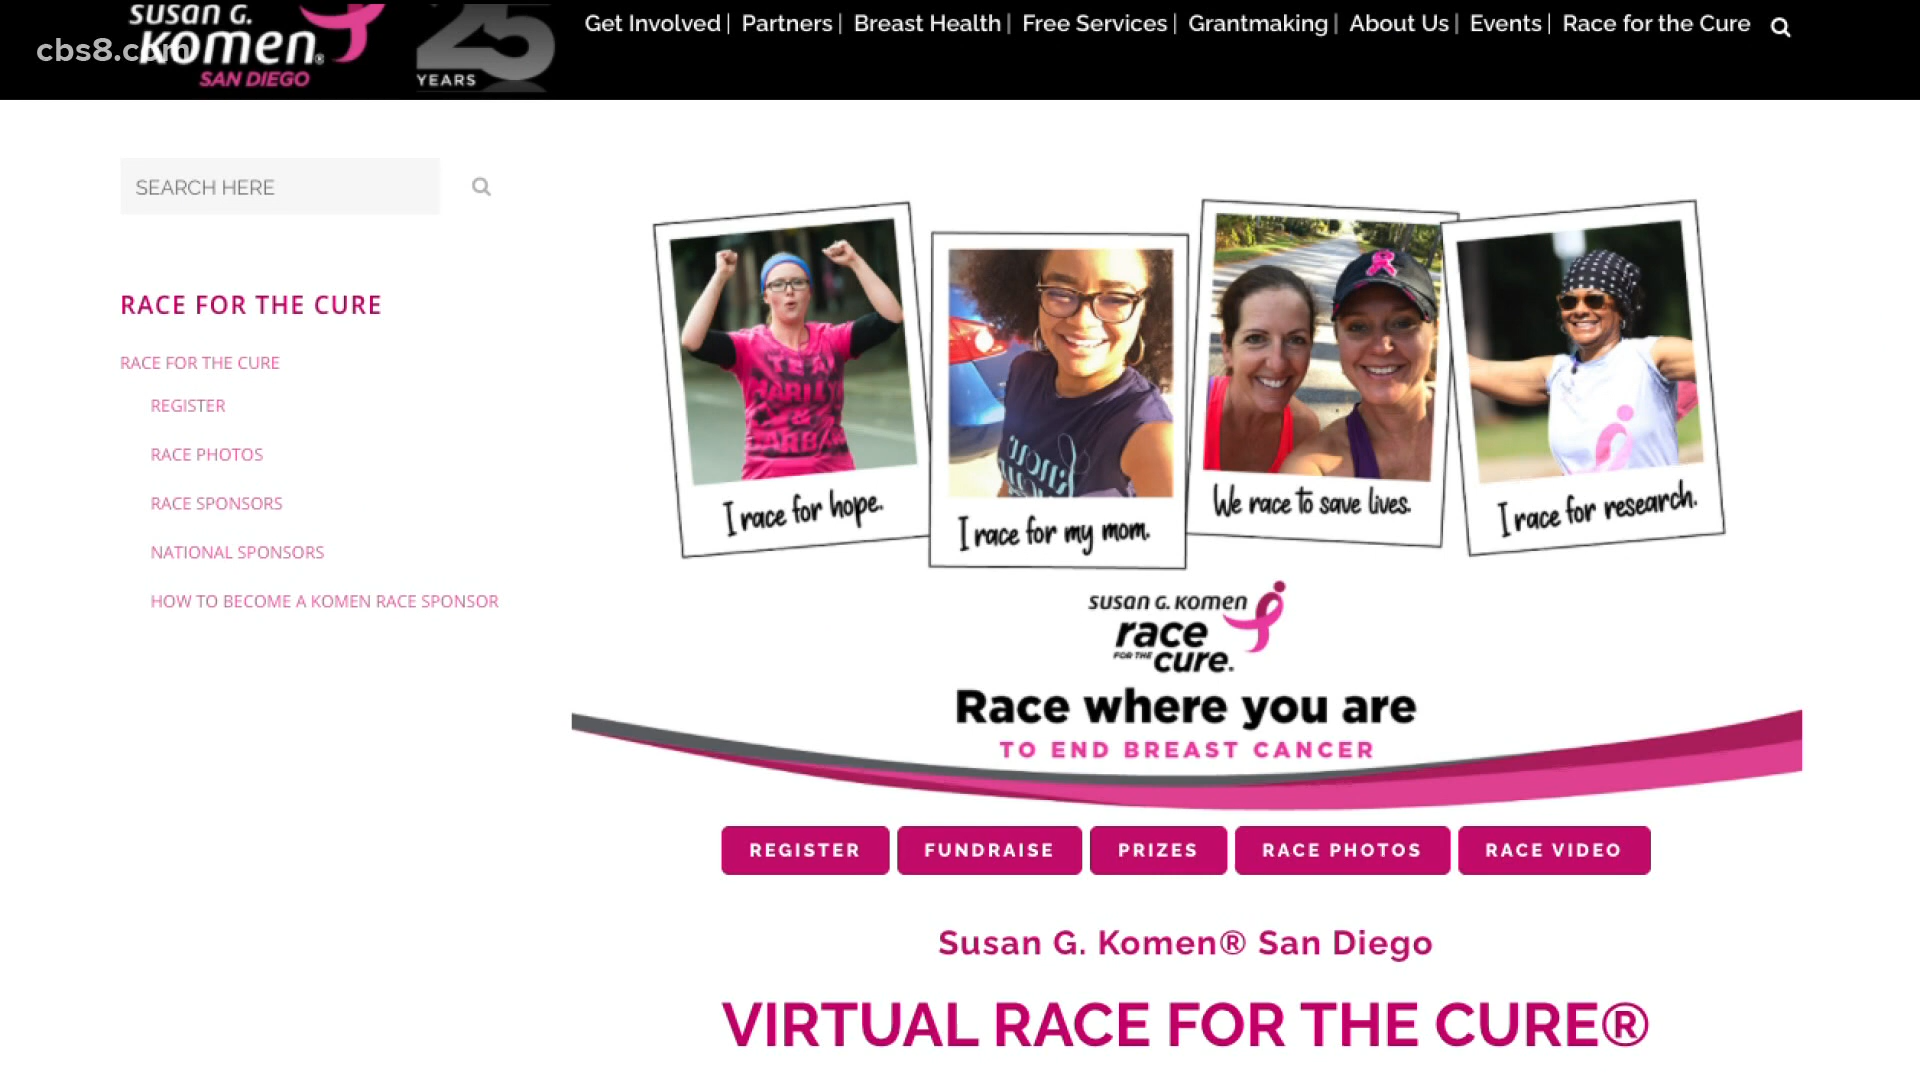 susan g.
komen®
SAN DIEGO
25
YEARS
cbs8.com
Get Involved | Partners | Breast Health | Free Services | Grantmaking | About Us | Events | Race for the Cure
SEARCH HERE
RACE FOR THE CURE
RACE FOR THE CURE
REGISTER
RACE PHOTOS
RACE SPONSORS
NATIONAL SPONSORS
HOW TO BECOME A KOMEN RACE SPONSOR
TEAM
MARILYN
&
BARBARA
I race for hope.
I race for my mom.
We race to save lives.
I race for research.
susan g. komen
race
FOR THE cure.
Race where you are
TO END BREAST CANCER
REGISTER FUNDRAISE PRIZES RACE PHOTOS RACE VIDEO
Susan G. Komen® San Diego
VIRTUAL RACE FOR THE CURE®